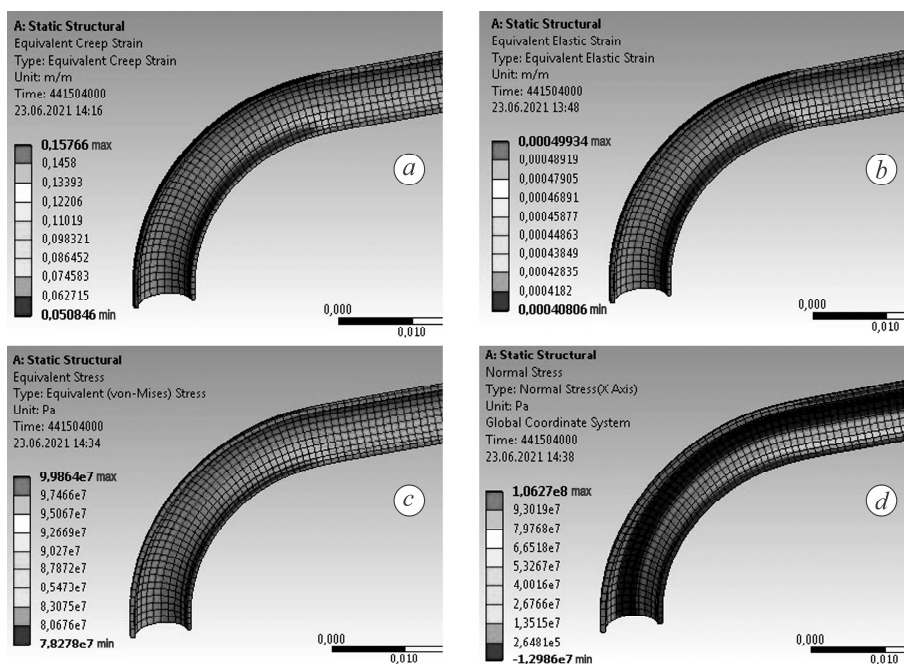 A: Static Structural
Equivalent Creep Strain
Type: Equivalent Creep Strain
Unit: m/m
Time: 441504000
23.06.2021 14:16
0,15766 max
0,1458
0,13393
0,12206
0,11019
0,098321
0,086452
0,074583
0,062715
0,050846 min
a
0,000
0,010
A: Static Structural
Equivalent Elastic Strain
Type: Equivalent Elastic Strain
Unit: m/m
Time: 441504000
23.06.2021 13:48
0,00049934 max
0,00048919
0,00047905
0,00046891
0,00045877
0,00044863
0,00043849
0,00042835
0,0004182
0,00040806 min
b
0,000
0,010
A: Static Structural
Equivalent Stress
Type: Equivalent (von-Mises) Stress
Unit: Pa
Time: 441504000
23.06.2021 14:34
9,9864e7 max
9,7466e7
9,5067e7
9,2669e7
9,027e7
8,7872e7
0,5473e7
8,3075e7
8,0676e7
7,8278e7 min
c
0,000
0,010
A: Static Structural
Normal Stress
Type: Normal Stress(X Axis)
Unit: Pa
Global Coordinate System
Time: 441504000
23.06.2021 14:38
1,0627e8 max
9,3019e7
7,9768e7
6,6518e7
5,3267e7
4,0016e7
2,6766e7
1,3515e7
2,6481e5
-1,2986e7 min
d
0,000
0,010